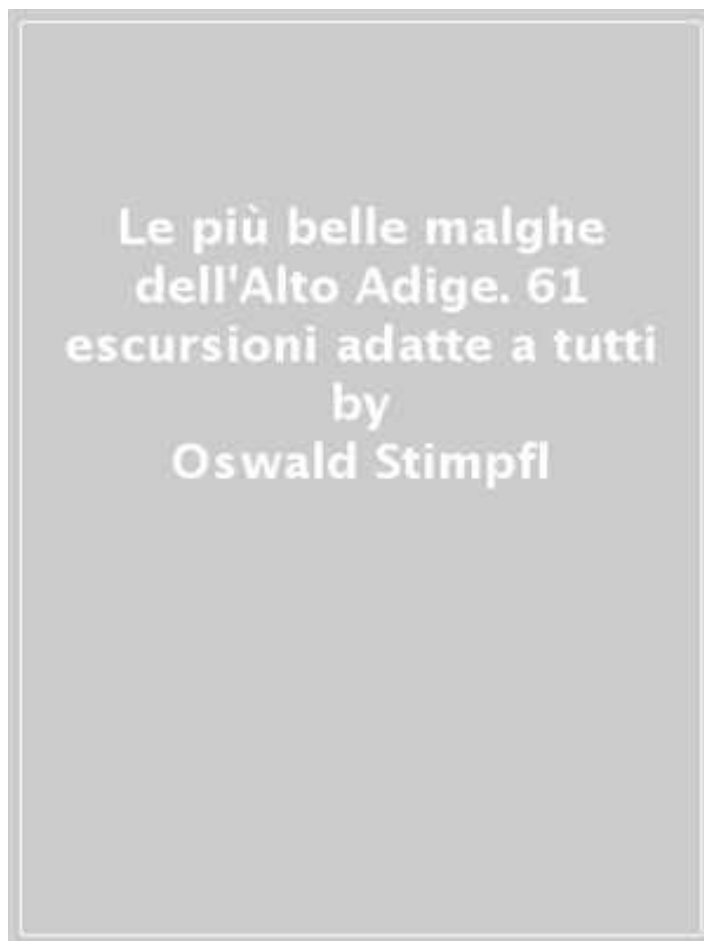 Le più belle malghe
dell'Alto Adige. 61
escursioni adatte a tutti
by
Oswald Stimpfl